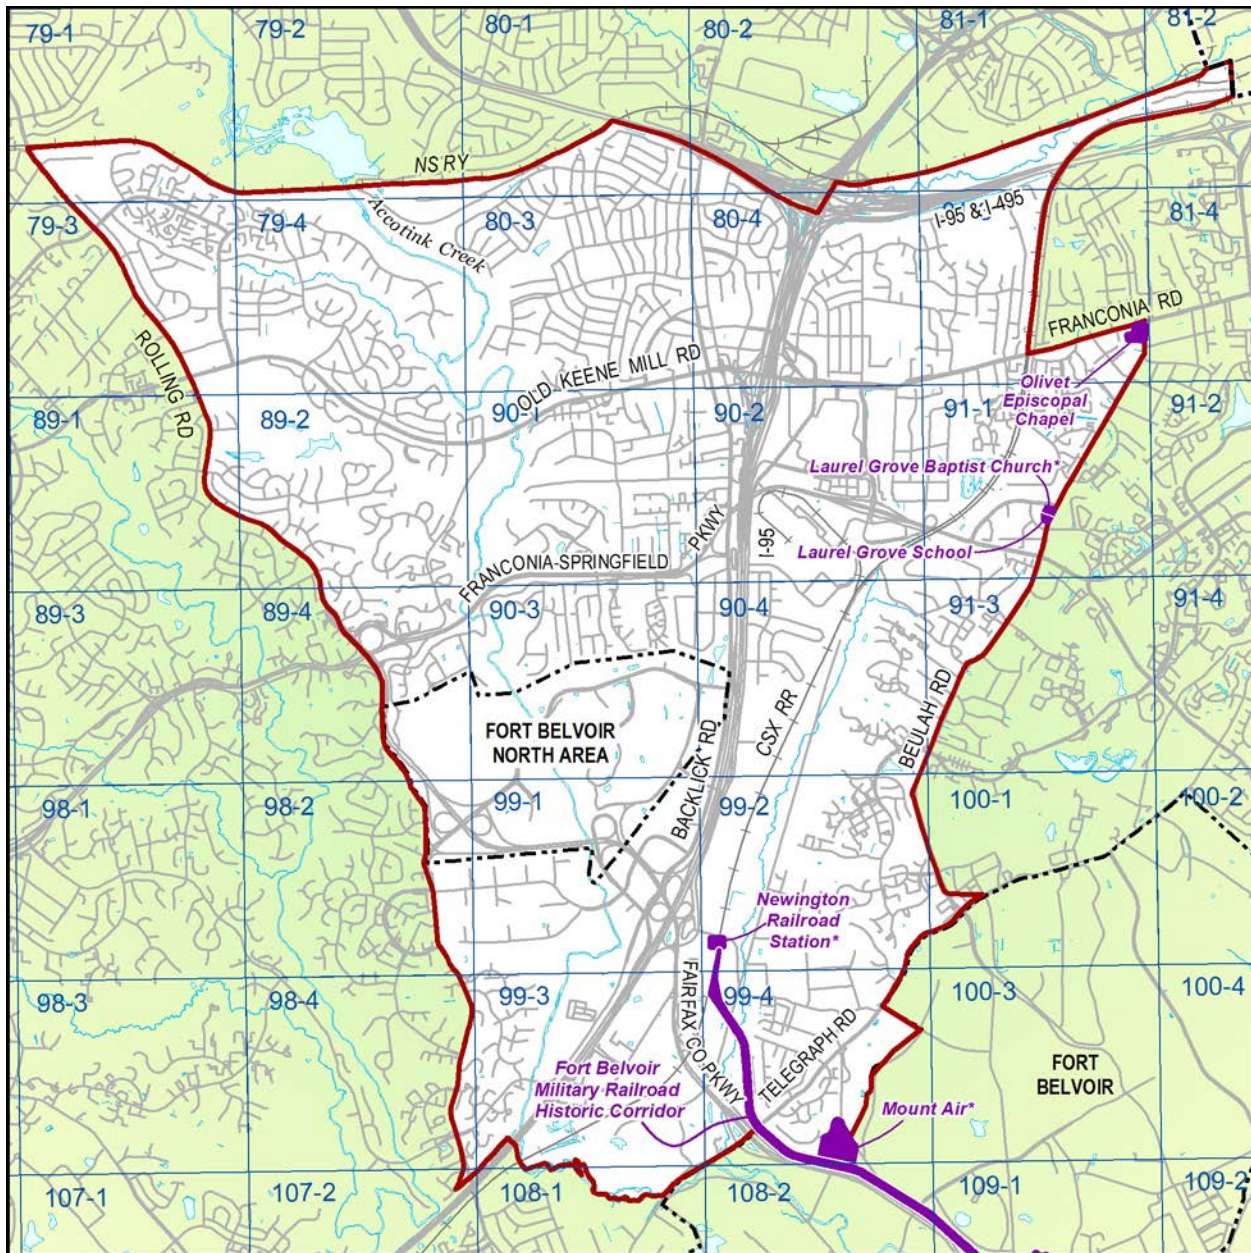 79-1
79-2
80-1
80-2
81-1
81-2
NS RY
79-3
79-4
Accotink Creek
80-3
80-4
I-95 & I-495
81-4
ROLLING RD
FRANCONIA RD
OLD KEENE MILL RD
89-1
89-2
90-1
90-2
91-1
Olivet
Episcopal
Chapel
91-2
Laurel Grove Baptist Church*
PKWY
I-95
Laurel Grove School
FRANCONIA-SPRINGFIELD
89-3
89-4
90-3
90-4
91-3
91-4
FORT BELVOIR
NORTH AREA
BACKLICK RD
CSX RR
BEULAH RD
98-1
98-2
99-1
99-2
100-1
100-2
Newington
Railroad
Station*
98-3
98-4
99-3
99-4
100-3
100-4
FAIRFAX CO PKWY
TELEGRAPH RD
Fort Belvoir
Military Railroad
Historic Corridor
FORT
BELVOIR
Mount Air*
107-1
107-2
108-1
108-2
109-1
109-2